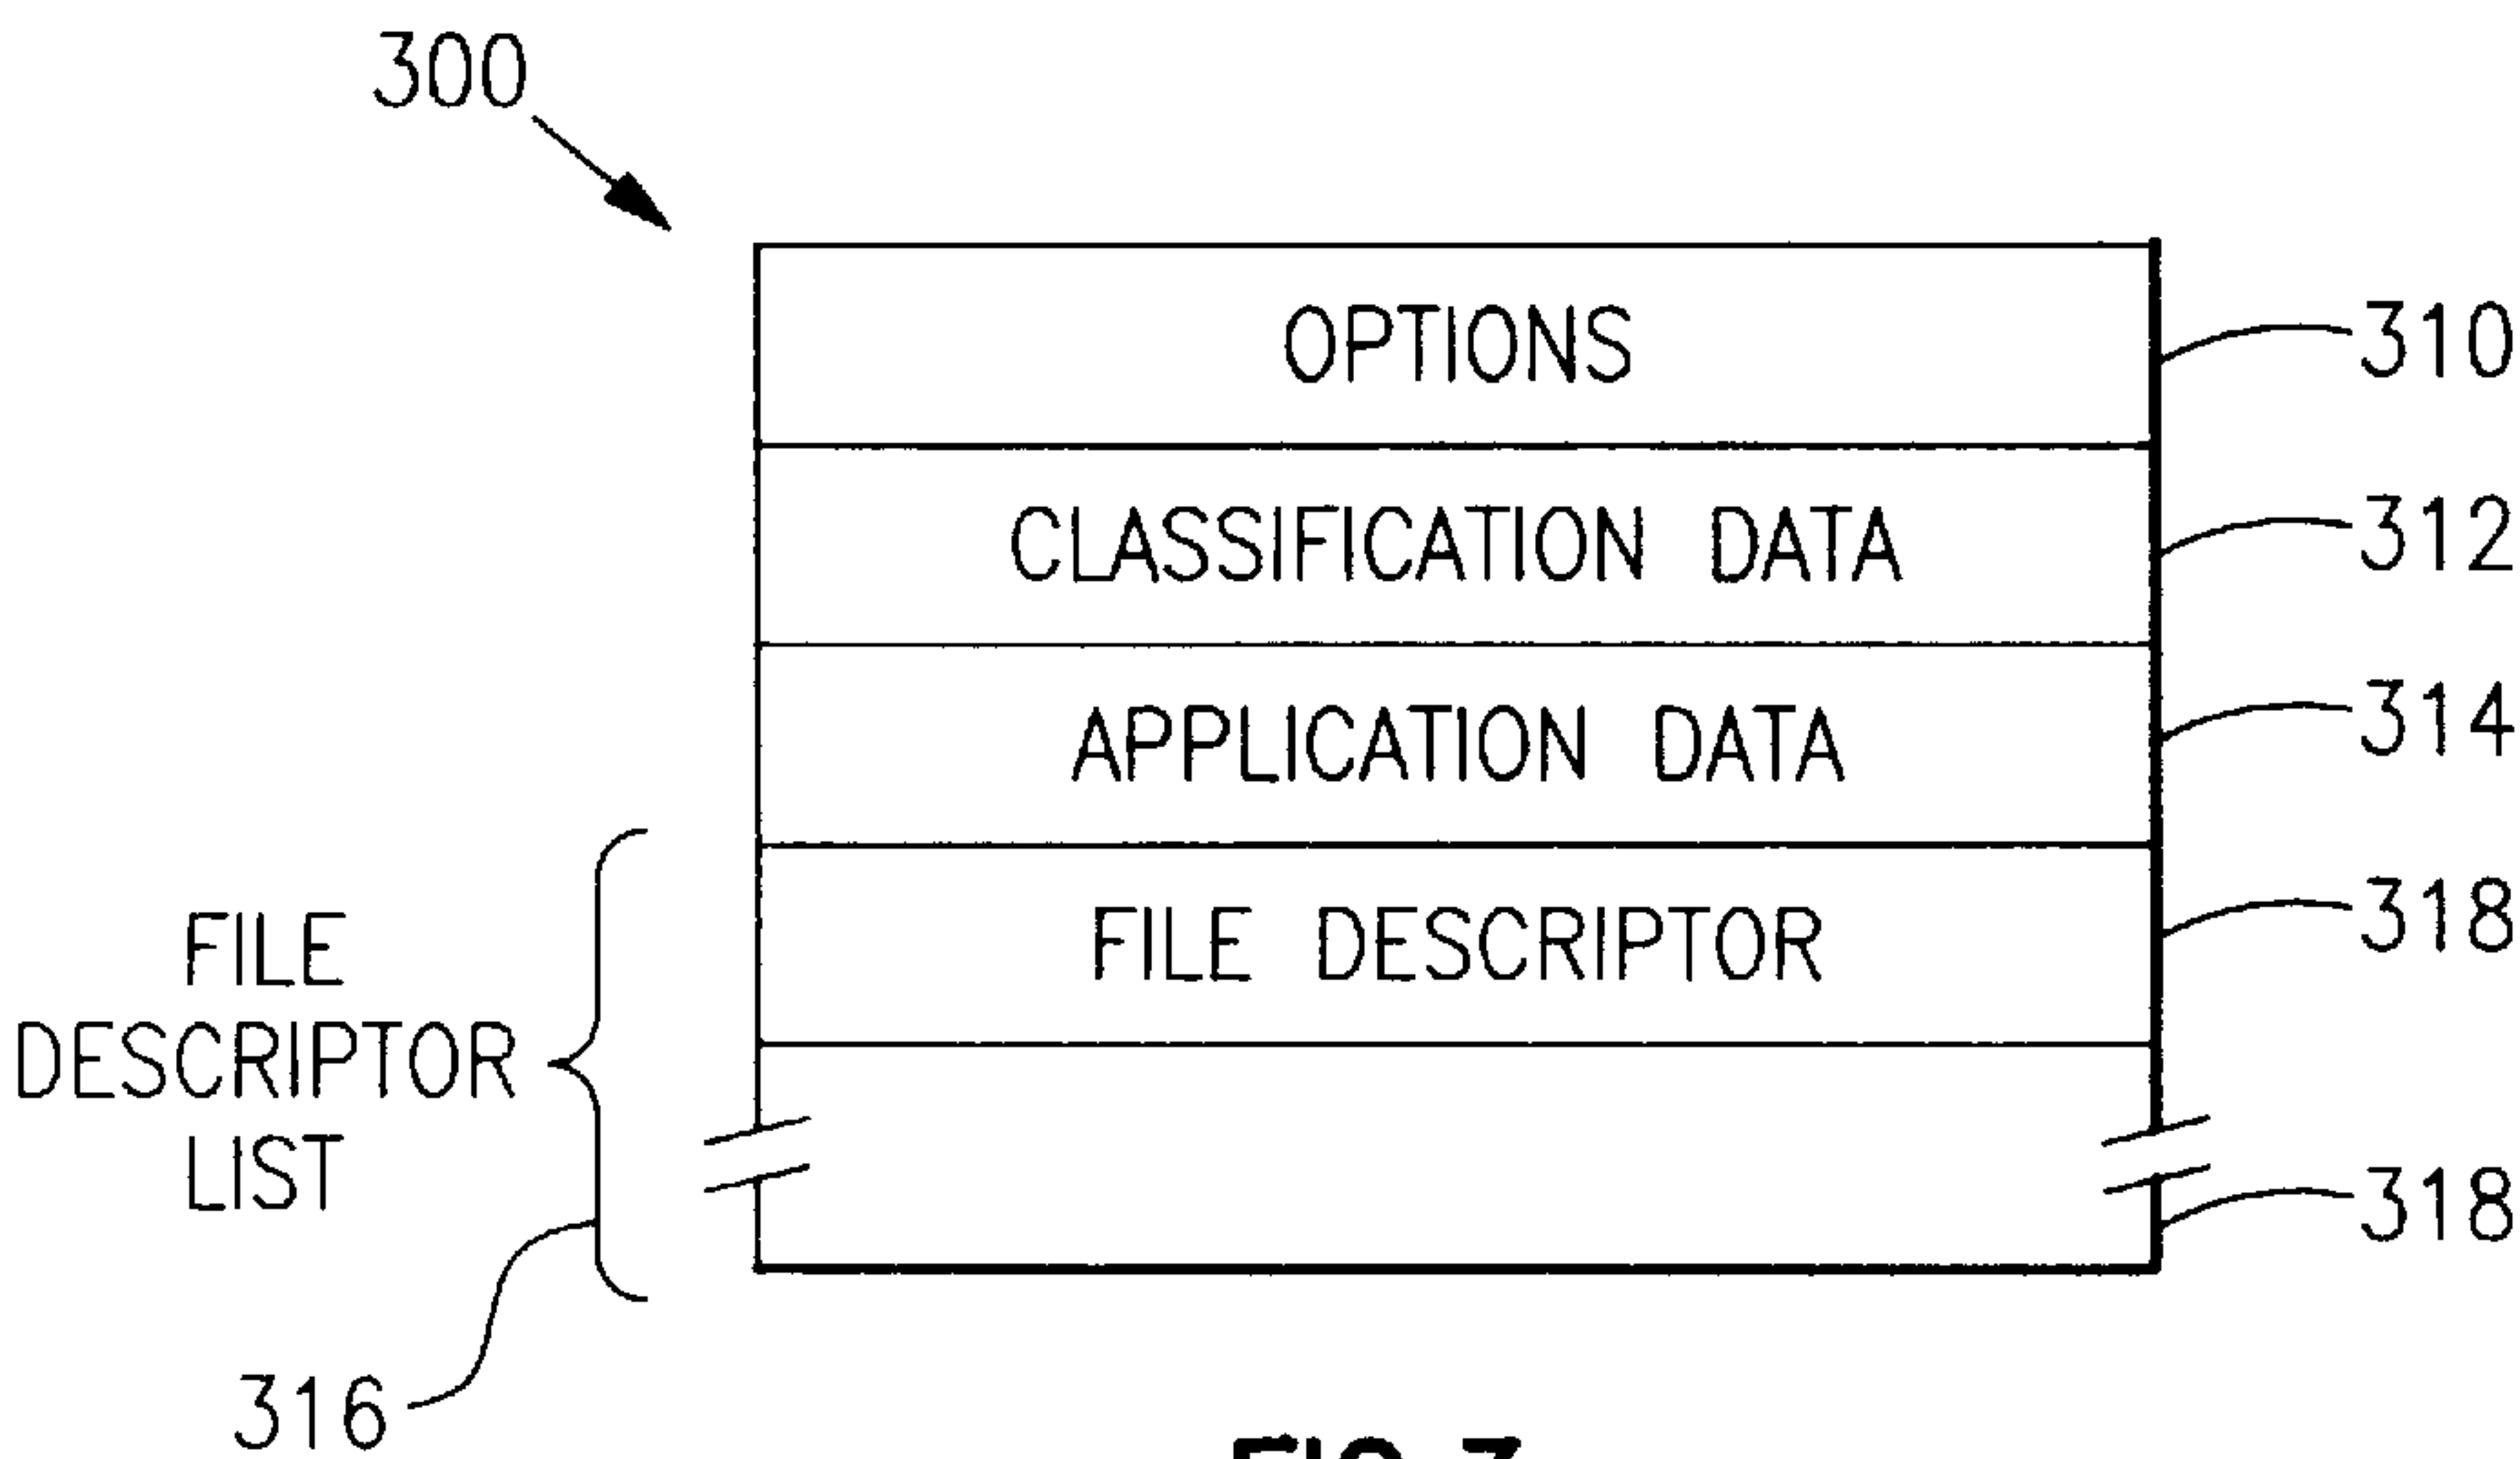 300
OPTIONS
310
CLASSIFICATION DATA
312
APPLICATION DATA
314
FILE DESCRIPTOR
318
FILE
DESCRIPTOR
LIST
318
316